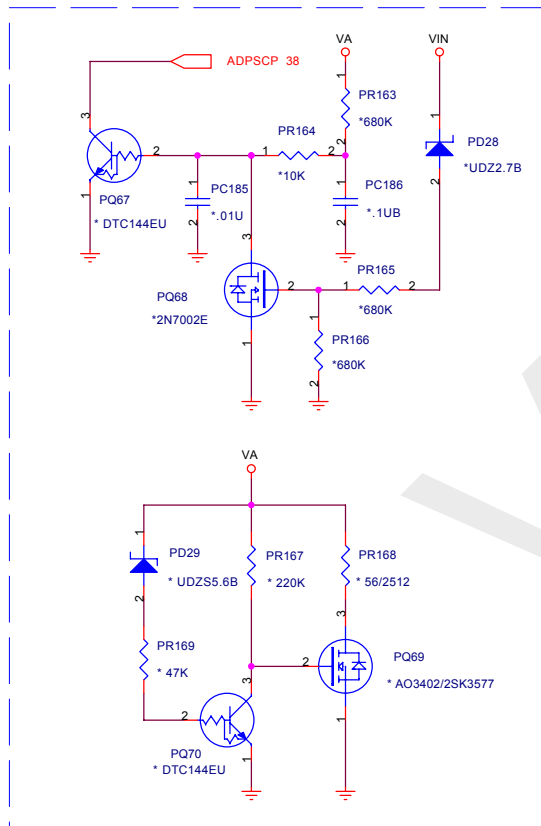 ADPSCP 38
VA
VIN
1
1
PR163
*680K
2
PR164
1
2
*10K
PD28
*UDZ2.7B
2
3
2
1
PQ67
* DTC144EU
1
PC185
*.01U
2
1
PC186
*.1UB
2
3
PQ68
*2N7002E
2
1
PR165
1
2
*680K
1
PR166
*680K
2
VA
1
PD29
* UDZS5.6B
2
PR167
* 220K
PR168
* 56/2512
PR169
* 47K
3
2
PQ69
* AO3402/2SK3577
1
2
3
1
PQ70
* DTC144EU